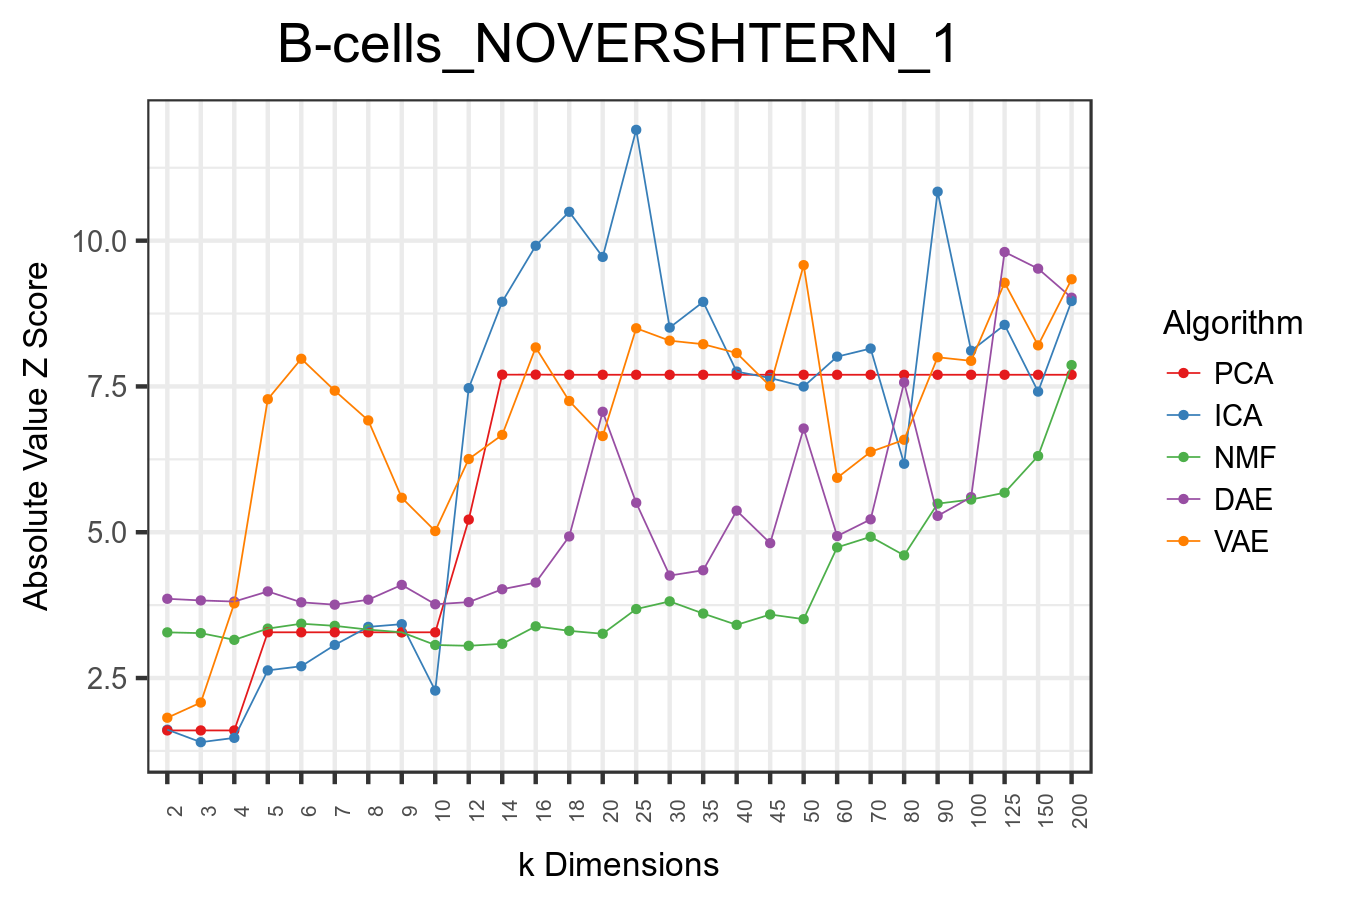 B-cells_NOVERSHTERN_1
Absolute Value Z Score
10.0
7.5
5.0
2.5
2 3 4 5 6 7 8 9 10 12 14 16 18 20 25 30 35 40 45 50 60 70 80 90 100 125 150 200
k Dimensions
Algorithm
PCA
ICA
NMF
DAE
VAE